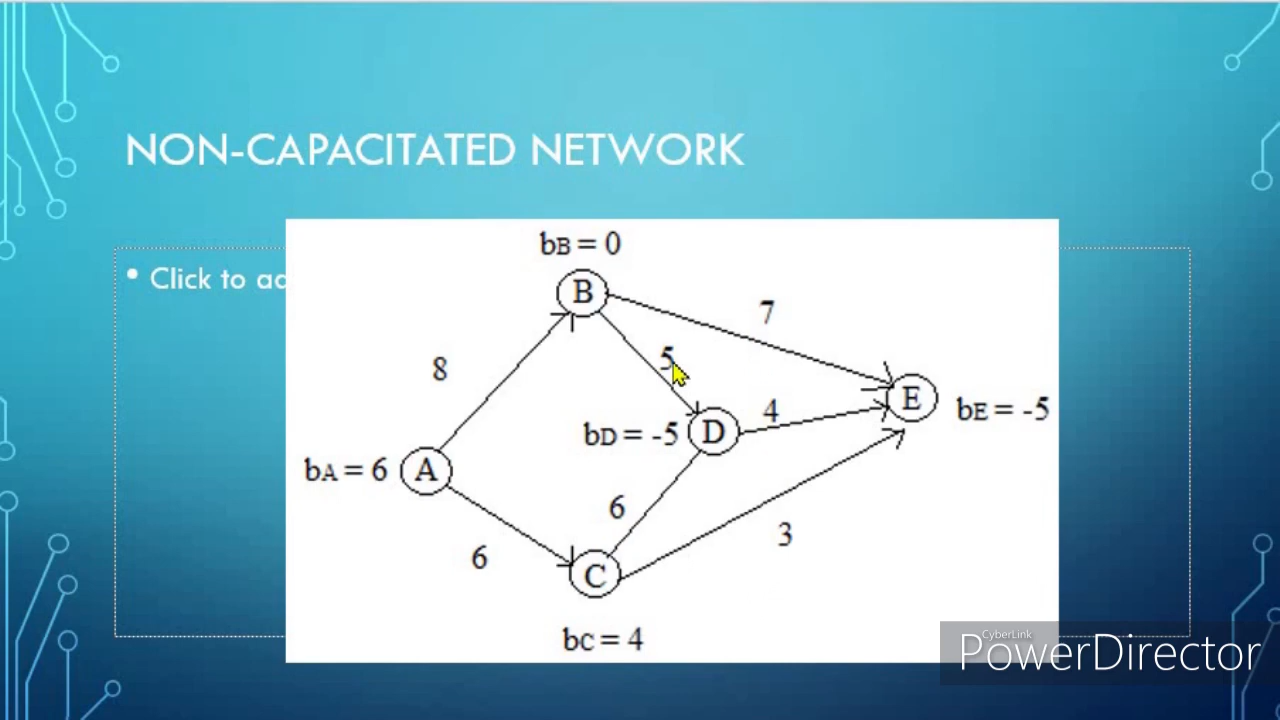 NON-CAPACITATED NETWORK
• Click to ad
bB = 0
B
7
8
5
E
bE = -5
4
bD = -5
D
bA = 6
A
6
3
6
C
bC = 4
CyberLink
PowerDirector